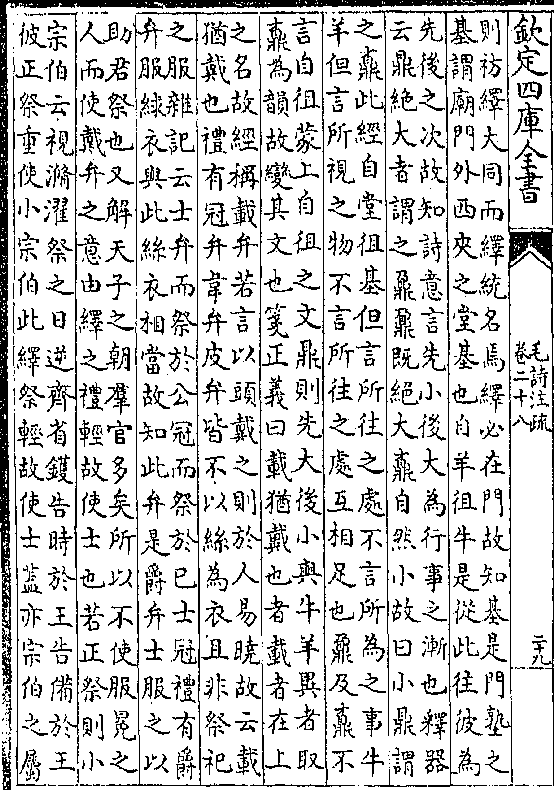 欽定四庫全書
毛詩注疏
卷二十八
二十九
則祊繹大同而繹統名焉繹必在門故知基是門塾之
基謂廟門外西夾之堂基也自羊徂牛是從此往彼為
先後之次故知詩意言先小後大為行事之漸也釋器
云鼎絕大者謂之鼐鼐既絕大鼒自然小故曰小鼎謂
之鼒此經自堂徂基但言所往之處不言所為之事牛
羊但言所視之物不言所往之處互相足也鼐及鼒不
言自徂蒙上自徂之文鼎則先大後小與牛羊異者取
鼒為韻故變其文也箋正義曰載猶戴也者載者在上
之名故經稱載弁若言以頭戴之則於人易曉故云載
猶戴也禮有冠弁韋弁皮弁皆不以絲為衣且非祭祀
之服雜記云士弁而祭於公冠而祭於已士冠禮有爵
弁服絿衣與此絲衣相當故知此弁是爵弁士服之以
助君祭也又解天子之朝羣官多矣所以不使服冕之
人而使戴弁之意由繹之禮輕故使士也若正祭則小
宗伯云視滌濯祭之日逆齊省鑊告時於王告備於王
彼正祭重使小宗伯此繹祭輕故使士葢亦宗伯之屬